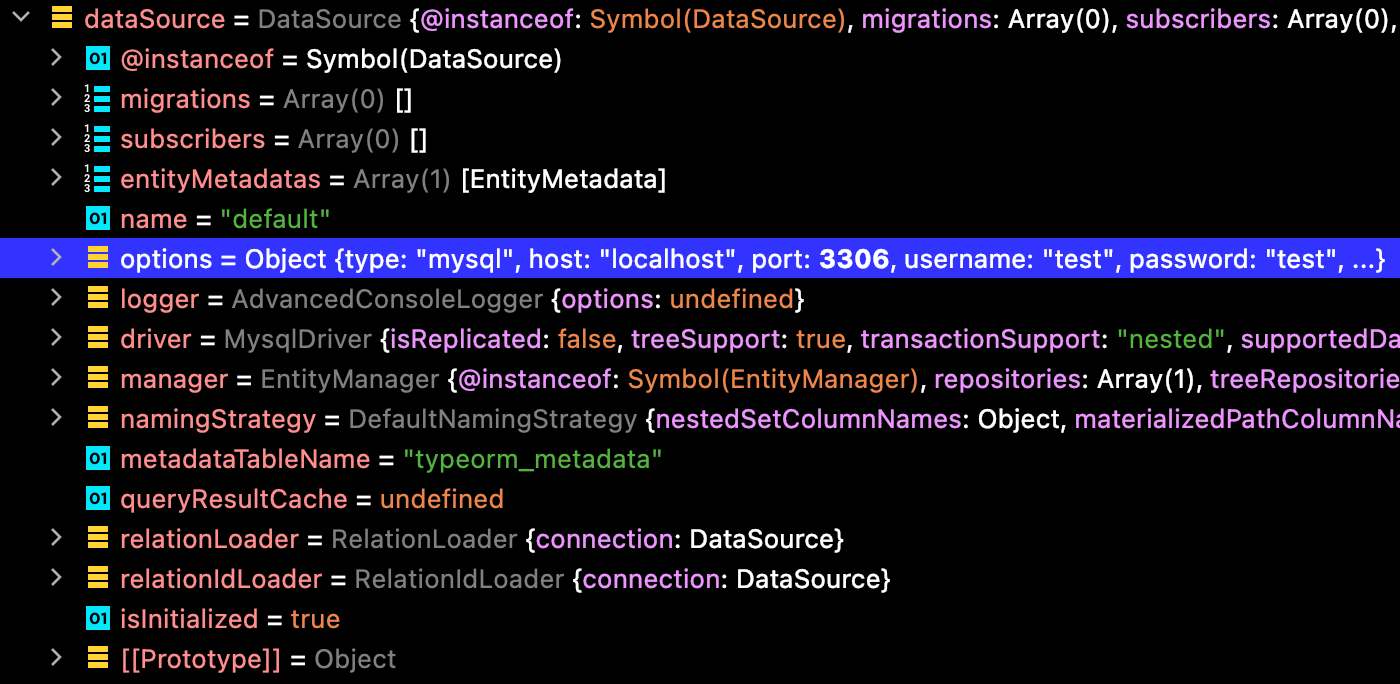 dataSource = DataSource {@instanceof: Symbol(DataSource), migrations: Array(0), subscribers: Array(0),
01 @instanceof = Symbol(DataSource)
123 migrations = Array(0) []
123 subscribers = Array(0) []
123 entityMetadatas = Array(1) [EntityMetadata]
01 name = "default"
options = Object {type: "mysql", host: "localhost", port: 3306, username: "test", password: "test", ...}
logger = AdvancedConsoleLogger {options: undefined}
driver = MysqlDriver {isReplicated: false, treeSupport: true, transactionSupport: "nested", supportedDa
manager = EntityManager {@instanceof: Symbol(EntityManager), repositories: Array(1), treeRepositorie
namingStrategy = DefaultNamingStrategy {nestedSetColumnNames: Object, materializedPathColumnNa
01 metadataTableName = "typeorm_metadata"
01 queryResultCache = undefined
relationLoader = RelationLoader {connection: DataSource}
relationIdLoader = RelationIdLoader {connection: DataSource}
01 isInitialized = true
[[Prototype]] = Object